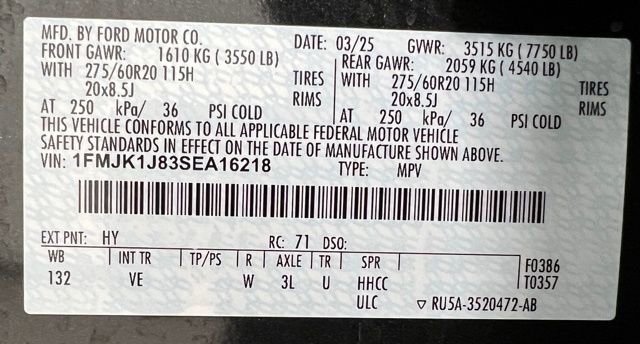 MFD. BY FORD MOTOR CO. DATE: 03/25 GVWR: 3515 KG ( 7750 LB)
FRONT GAWR: 1610 KG ( 3550 LB) REAR GAWR: 2059 KG ( 4540 LB)
WITH 275/60R20 115H TIRES WITH 275/60R20 115H TIRES
20x8.5J RIMS 20x8.5J RIMS
AT 250 kPa/ 36 PSI COLD AT 250 kPa/ 36 PSI COLD
THIS VEHICLE CONFORMS TO ALL APPLICABLE FEDERAL MOTOR VEHICLE
SAFETY STANDARDS IN EFFECT ON THE DATE OF MANUFACTURE SHOWN ABOVE.
VIN: 1FMJK1J83SEA16218 TYPE: MPV
EXT PNT: HY RC: 71 DSO:
WB INT TR TP/PS R AXLE TR SPR F0386
132 VE W 3L U HHCC T0357
ULC ▽ RU5A-3520472-AB